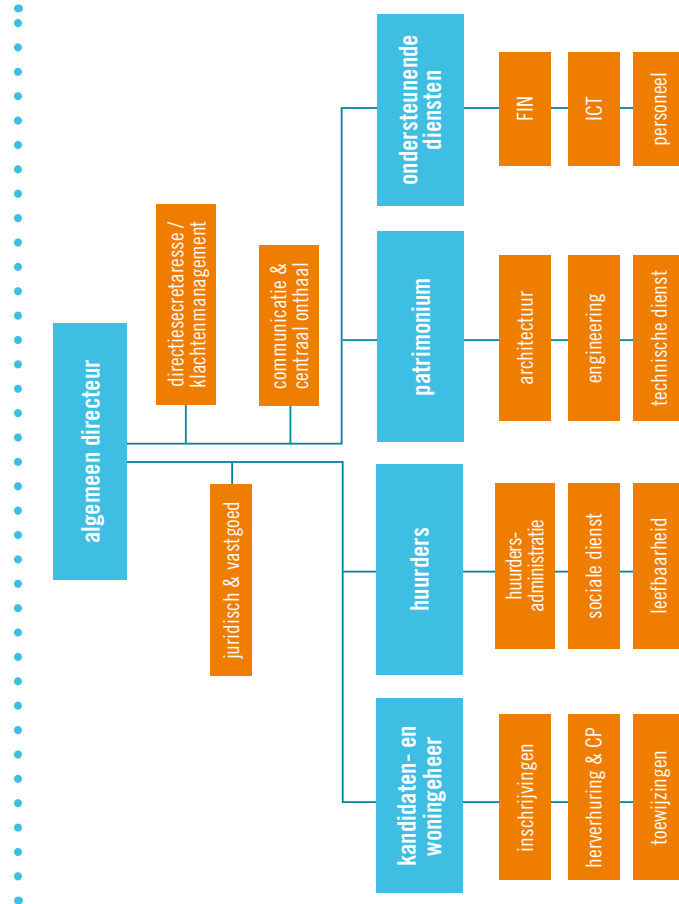 algemeen directeur
directiesecretaresse /
klachtenmanagement
juridisch & vastgoed
communicatie &
centraal onthaal
kandidaten- en
woningeheer
huurders
patrimonium
ondersteunende
diensten
inschrijvingen
herverhuring & CP
toewijzingen
huurders-
administratie
sociale dienst
leefbaarheid
architectuur
engineering
technische dienst
FIN
ICT
personeel